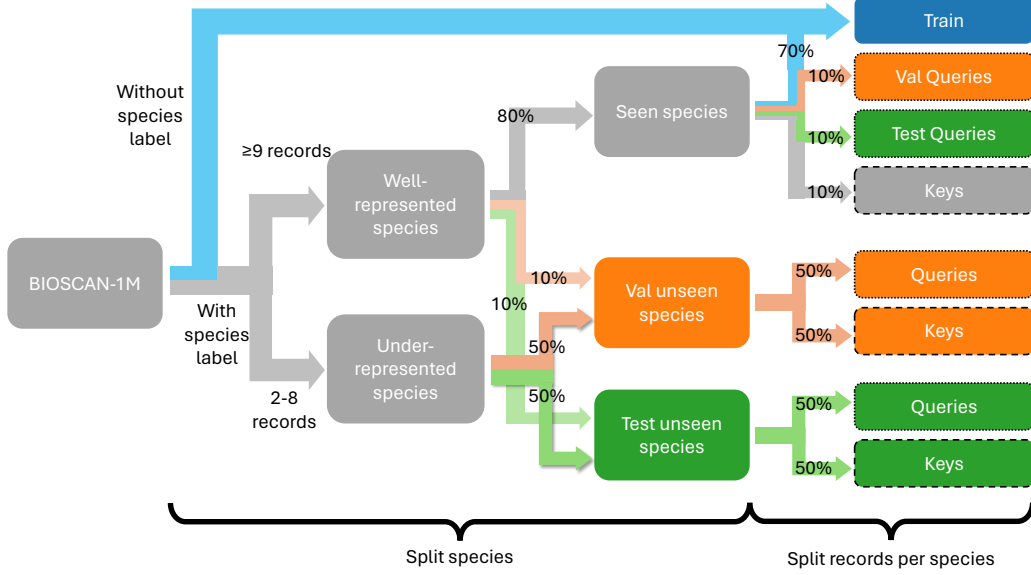 BIOSCAN-1M
Without
species
label
With
species
label
≥9 records
2-8
records
Well-
represented
species
Under-
represented
species
80%
10%
10%
50%
50%
Seen species
Val unseen
species
Test unseen
species
70%
10%
10%
10%
50%
50%
50%
50%
Train
Val Queries
Test Queries
Keys
Queries
Keys
Queries
Keys
Split species
Split records per species